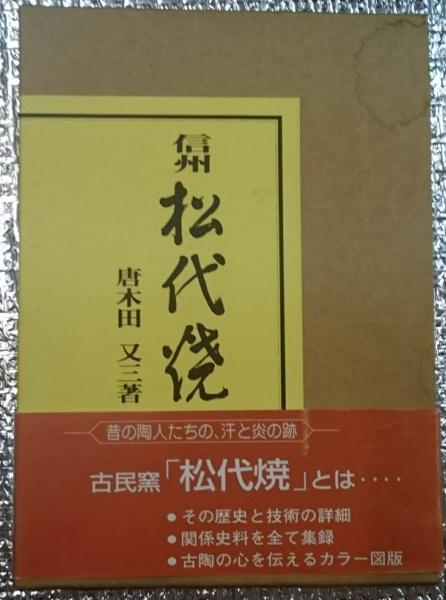 信州
松代焼
唐木田 又三著
昔の陶人たちの、汗と炎の跡
古民窯「松代焼」とは‥‥
●その歴史と技術の詳細
●関係史料を全て集録
●古陶の心を伝えるカラー図版